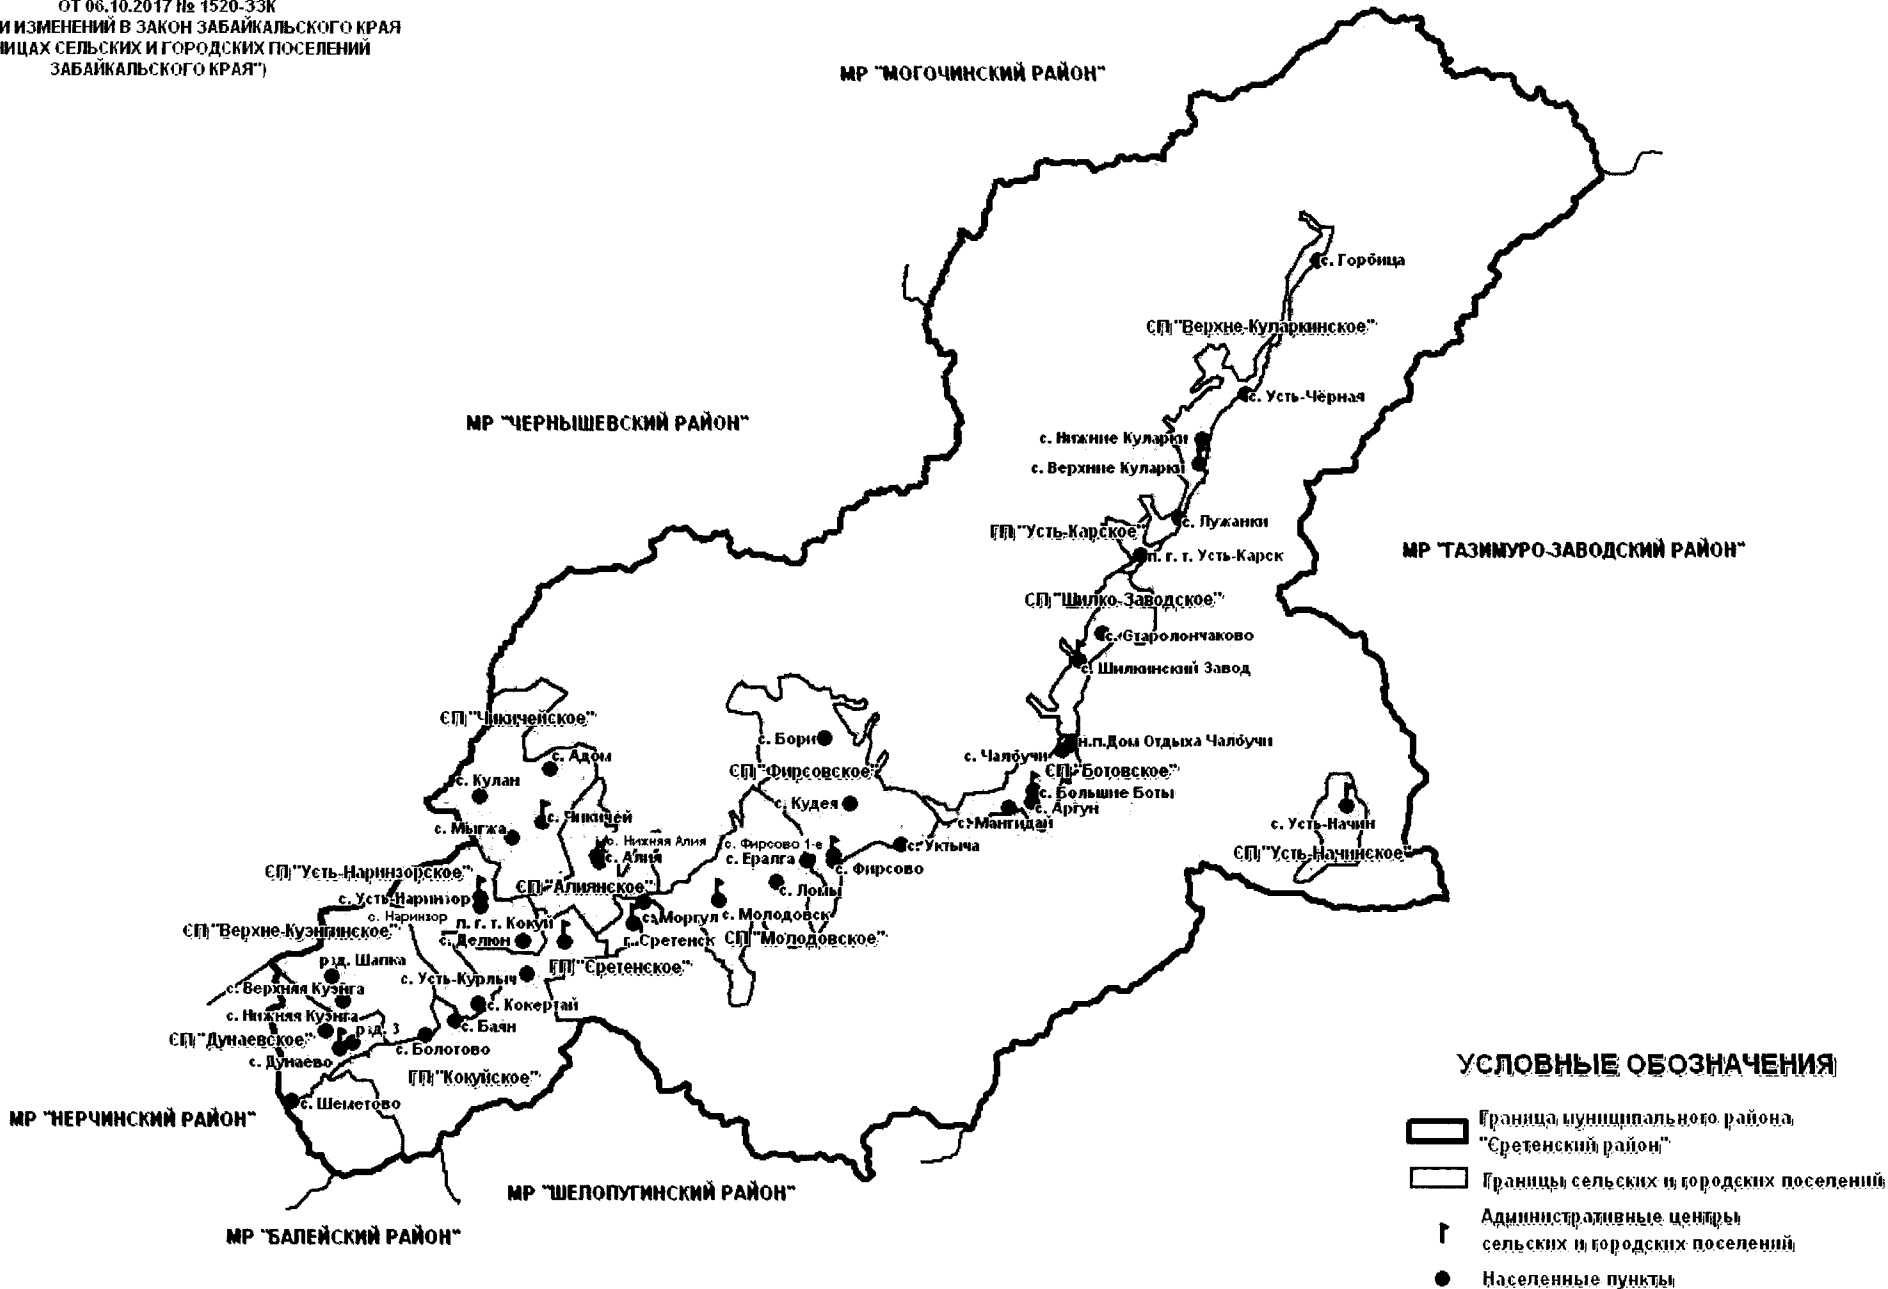 ОТ 06.10.2017 № 1520-ЗЗК
И ИЗМЕНЕНИЙ В ЗАКОН ЗАБАЙКАЛЬСКОГО КРАЯ
НИЦАХ СЕЛЬСКИХ И ГОРОДСКИХ ПОСЕЛЕНИЙ
ЗАБАЙКАЛЬСКОГО КРАЯ")
МР "МОГОЧИНСКИЙ РАЙОН"
с. Горбица
СП "Верхне-Куларкинское"
с. Усть-Чёрная
МР "ЧЕРНЫШЕВСКИЙ РАЙОН"
с. Нижние Куларки
с. Верхние Куларки
с. Лужанки
ГП "Усть-Карское"
п. г. т. Усть-Карск
МР "ГАЗИМУРО-ЗАВОДСКИЙ РАЙОН"
СП "Шилко-Заводское"
с. Старолончаково
с. Шилкинский Завод
СП "Чикичейское"
с. Бори
н.п.Дом Отдыха Чалбучи
с. Чалбучи
с. Адом
СП "Фирсовское"
СП "Ботовское"
с. Кулан
с. Большие Боты
с. Кудея
с. Аргун
с. Чикичей
с. Мангидай
с. Усть-Начин
с. Мыгжа
с. Нижняя Алия
с. Фирсово 1-е
с. Уктыча
СП "Усть-Начинское"
с. Алия
с. Ералга
с. Фирсово
СП "Усть-Наринзорское"
СП "Алиянское"
с. Ломы
с. Усть-Наринзор
с. Наринзор
с. Моргул
с. Молодовск
п. г. т. Кокуй
СП "Верхне-Куэнгинское"
с. Делюн
г. Сретенск
СП "Молодовское"
рзд. Шапка
ГП "Сретенское"
с. Усть-Курлыч
с. Верхняя Куэнга
с. Кокертай
с. Нижняя Куэнга
с. Баян
рзд. 3
СП "Дунаевское"
с. Болотово
с. Дунаево
ГП "Кокуйское"
с. Шеметово
МР "НЕРЧИНСКИЙ РАЙОН"
МР "ШЕЛОПУГИНСКИЙ РАЙОН"
МР "БАЛЕЙСКИЙ РАЙОН"
УСЛОВНЫЕ ОБОЗНАЧЕНИЯ
Граница муниципального района
"Сретенский район"
Границы сельских и городских поселений
Административные центры
сельских и городских поселений
Населенные пункты